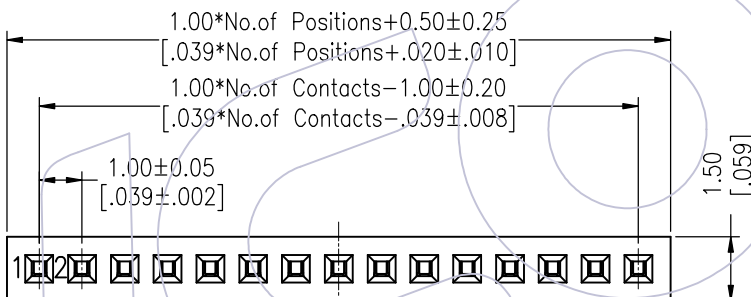 1.00*No.of Positions+0.50±0.25
[.039*No.of Positions+.020±.010]
1.00*No.of Contacts-1.00±0.20
[.039*No.of Contacts-.039±.008]
1.00±0.05
[.039±.002]
1.50
[.059]
1 2